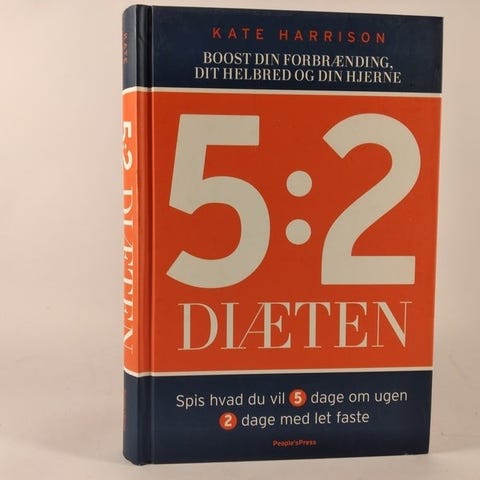 KATE HARRISON
BOOST DIN FORBRÆNDING,
DIT HELBRED OG DIN HJERNE
5:2
DIÆTEN
Spis hvad du vil 5 dage om ugen
2 dage med let faste
People'sPress
KATE
5:2 DIÆTEN